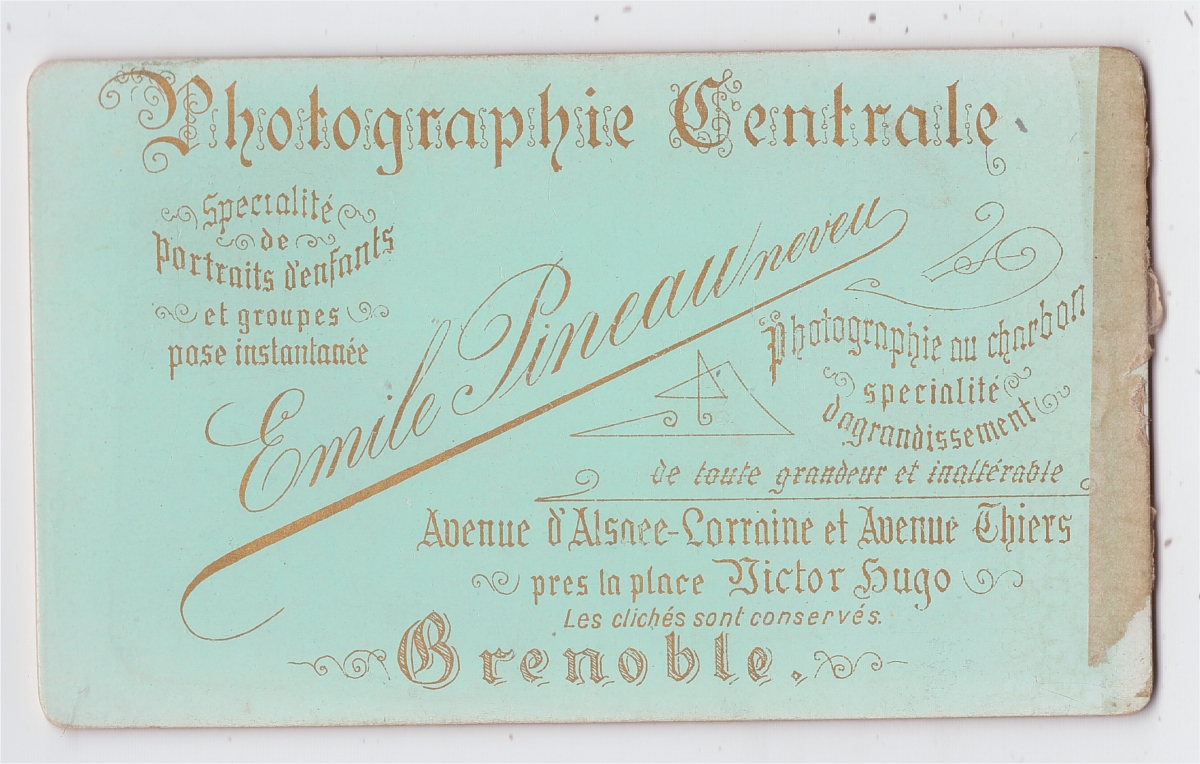 Photographie Centrale
Specialité
de
portraits d'enfants
et groupes
pose instantanée
Emile Pineau neveu
Photographie au charbon
specialité
dagrandissement
de toute grandeur et inaltérable
Avenue d'Alsace-Lorraine et Avenue Thiers
pres la place Victor Hugo
Les clichés sont conservés.
Grenoble.